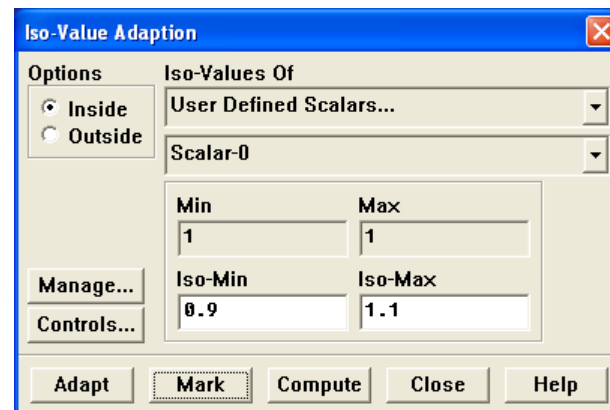 Iso-Value Adaption
Options
Inside
Outside
Iso-Values Of
User Defined Scalars...
Scalar-0
Min Max
1 1
Iso-Min Iso-Max
0.9 1.1
Manage...
Controls...
Adapt Mark Compute Close Help